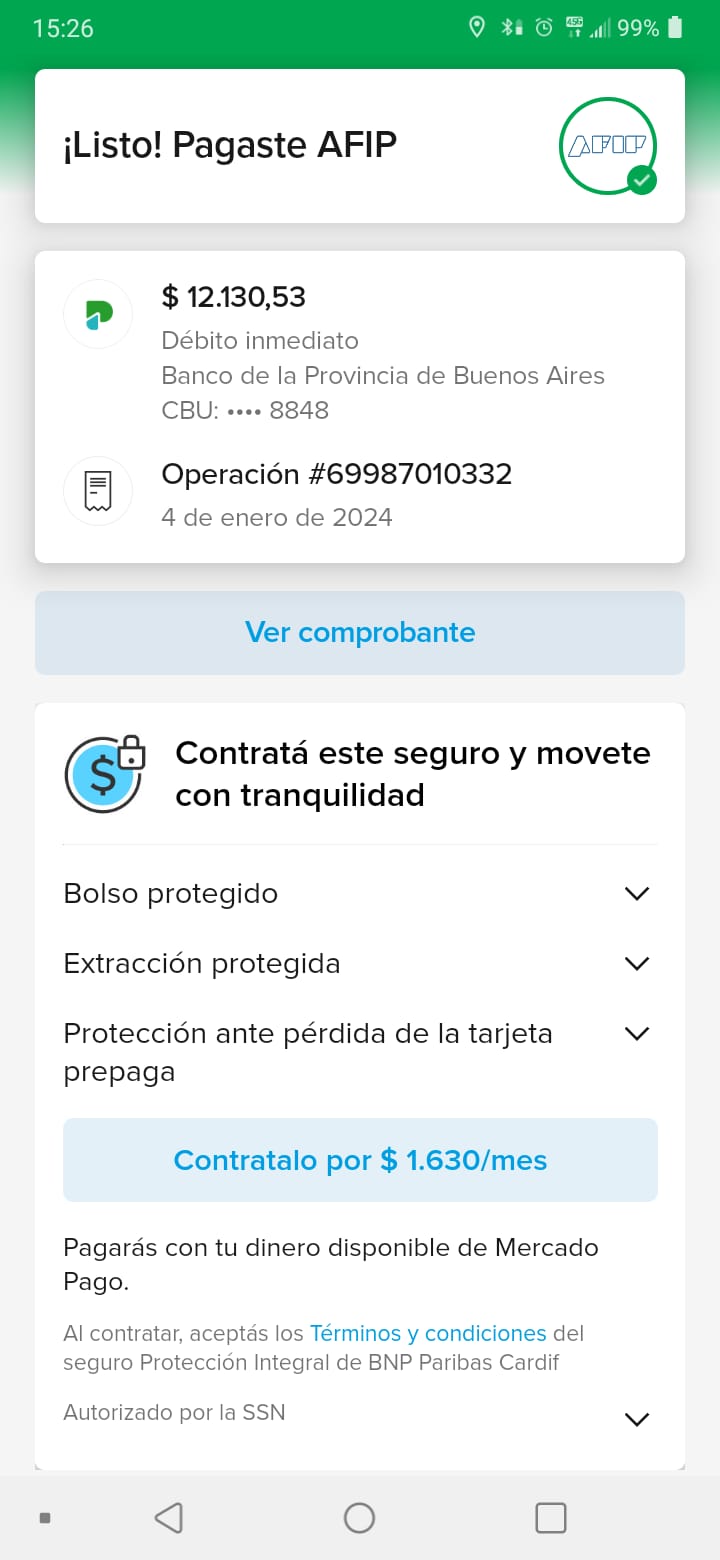 15:26
4G 99%
¡Listo! Pagaste AFIP
AFIP
$ 12.130,53
Débito inmediato
Banco de la Provincia de Buenos Aires
CBU: •••• 8848
Operación #69987010332
4 de enero de 2024
Ver comprobante
$
Contratá este seguro y movete
con tranquilidad
Bolso protegido
Extracción protegida
Protección ante pérdida de la tarjeta
prepaga
Contratalo por $ 1.630/mes
Pagarás con tu dinero disponible de Mercado
Pago.
Al contratar, aceptás los Términos y condiciones del
seguro Protección Integral de BNP Paribas Cardif
Autorizado por la SSN